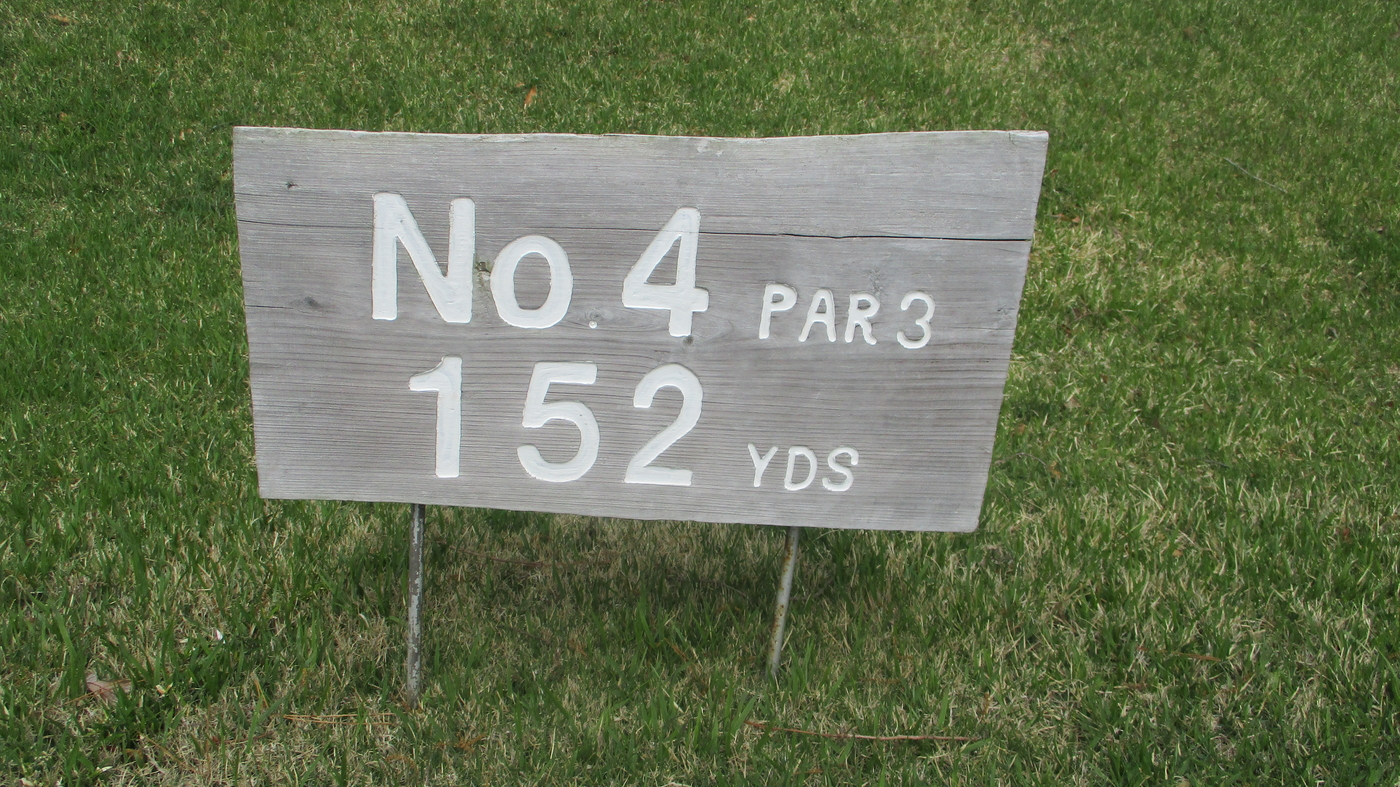 No. 4 PAR 3
152 YDS